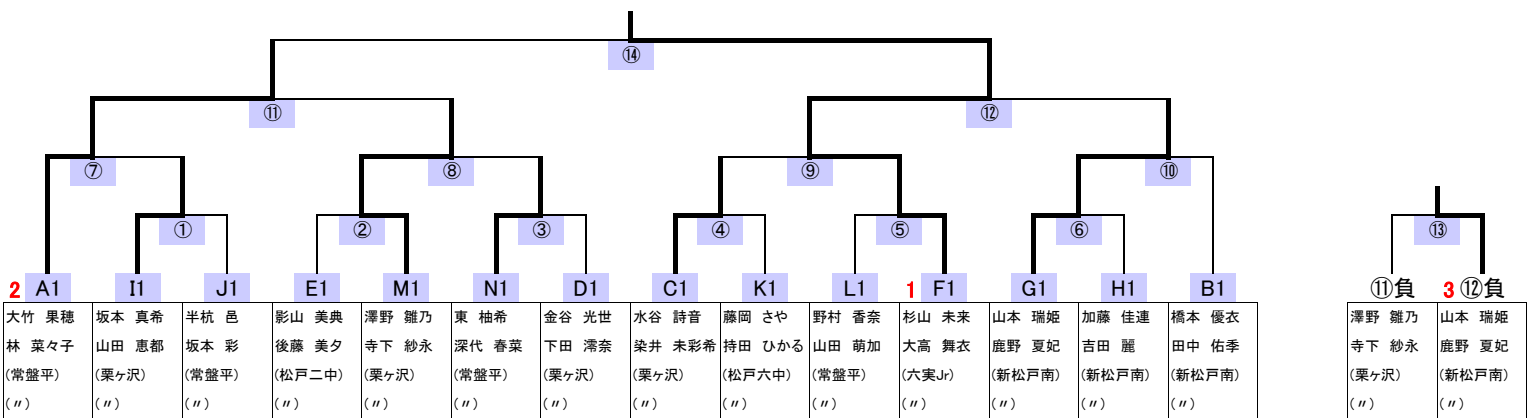 ⑭
⑪ ⑫
⑦ ⑧ ⑨ ⑩
① ② ③ ④ ⑤ ⑥ ⑬
2 A1 I1 J1 E1 M1 N1 D1 C1 K1 L1 1 F1 G1 H1 B1 ⑪負 3 ⑫負
大竹 果穂 坂本 真希 半杭 邑 影山 美典 澤野 雛乃 東 柚希 金谷 光世 水谷 詩音 藤岡 さや 野村 香奈 杉山 未来 山本 瑞姫 加藤 佳連 橋本 優衣 澤野 雛乃 山本 瑞姫
林 菜々子 山田 恵都 坂本 彩 後藤 美夕 寺下 紗永 深代 春菜 下田 澪奈 染井 未彩希 持田 ひかる 山田 萌加 大高 舞衣 鹿野 夏妃 吉田 麗 田中 佑季 寺下 紗永 鹿野 夏妃
(常盤平) (栗ヶ沢) (常盤平) (松戸二中) (栗ヶ沢) (常盤平) (栗ヶ沢) (栗ヶ沢) (松戸六中) (常盤平) (六実Jr) (新松戸南) (新松戸南) (新松戸南) (栗ヶ沢) (新松戸南)
(〃) (〃) (〃) (〃) (〃) (〃) (〃) (〃) (〃) (〃) (〃) (〃) (〃) (〃) (〃) (〃)